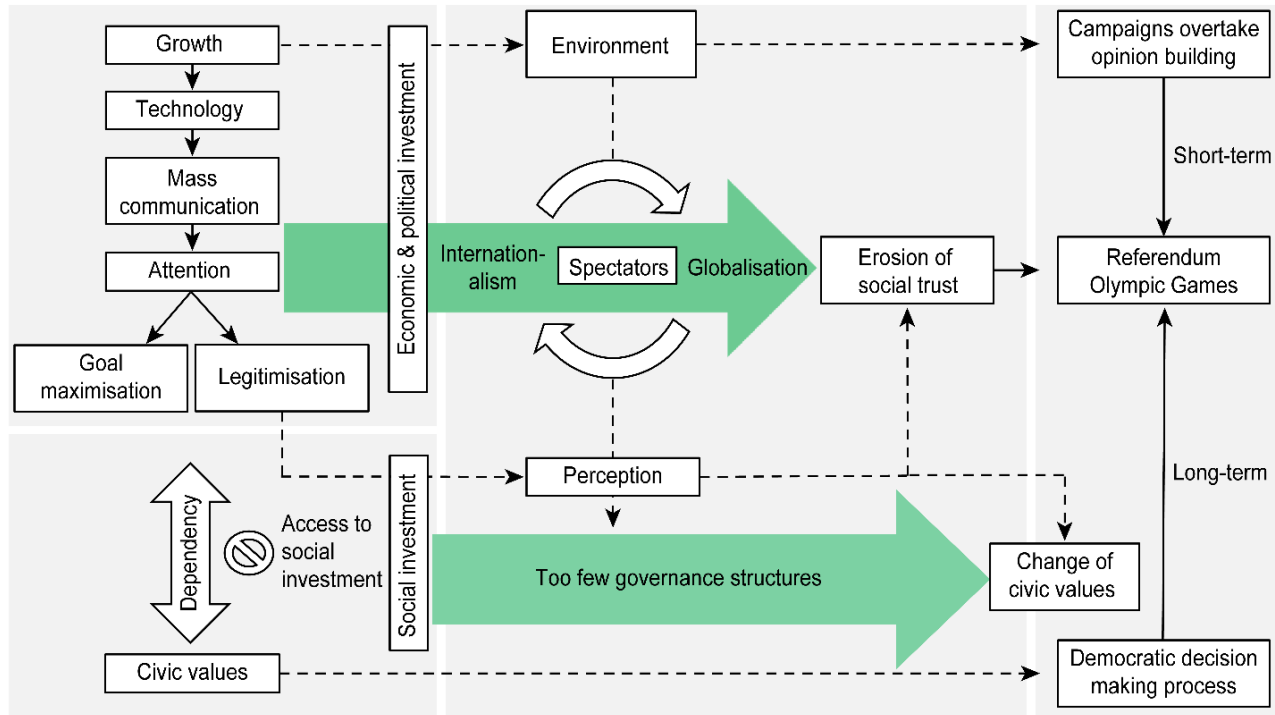 Growth
Technology
Mass
communication
Attention
Goal
maximisation
Legitimisation
Economic & political investment
Environment
Internation-
alism
Spectators
Globalisation
Erosion of
social trust
Campaigns overtake
opinion building
Short-term
Referendum
Olympic Games
Long-term
Dependency
Access to
social
investment
Social investment
Perception
Too few governance structures
Change of
civic values
Civic values
Democratic decision
making process